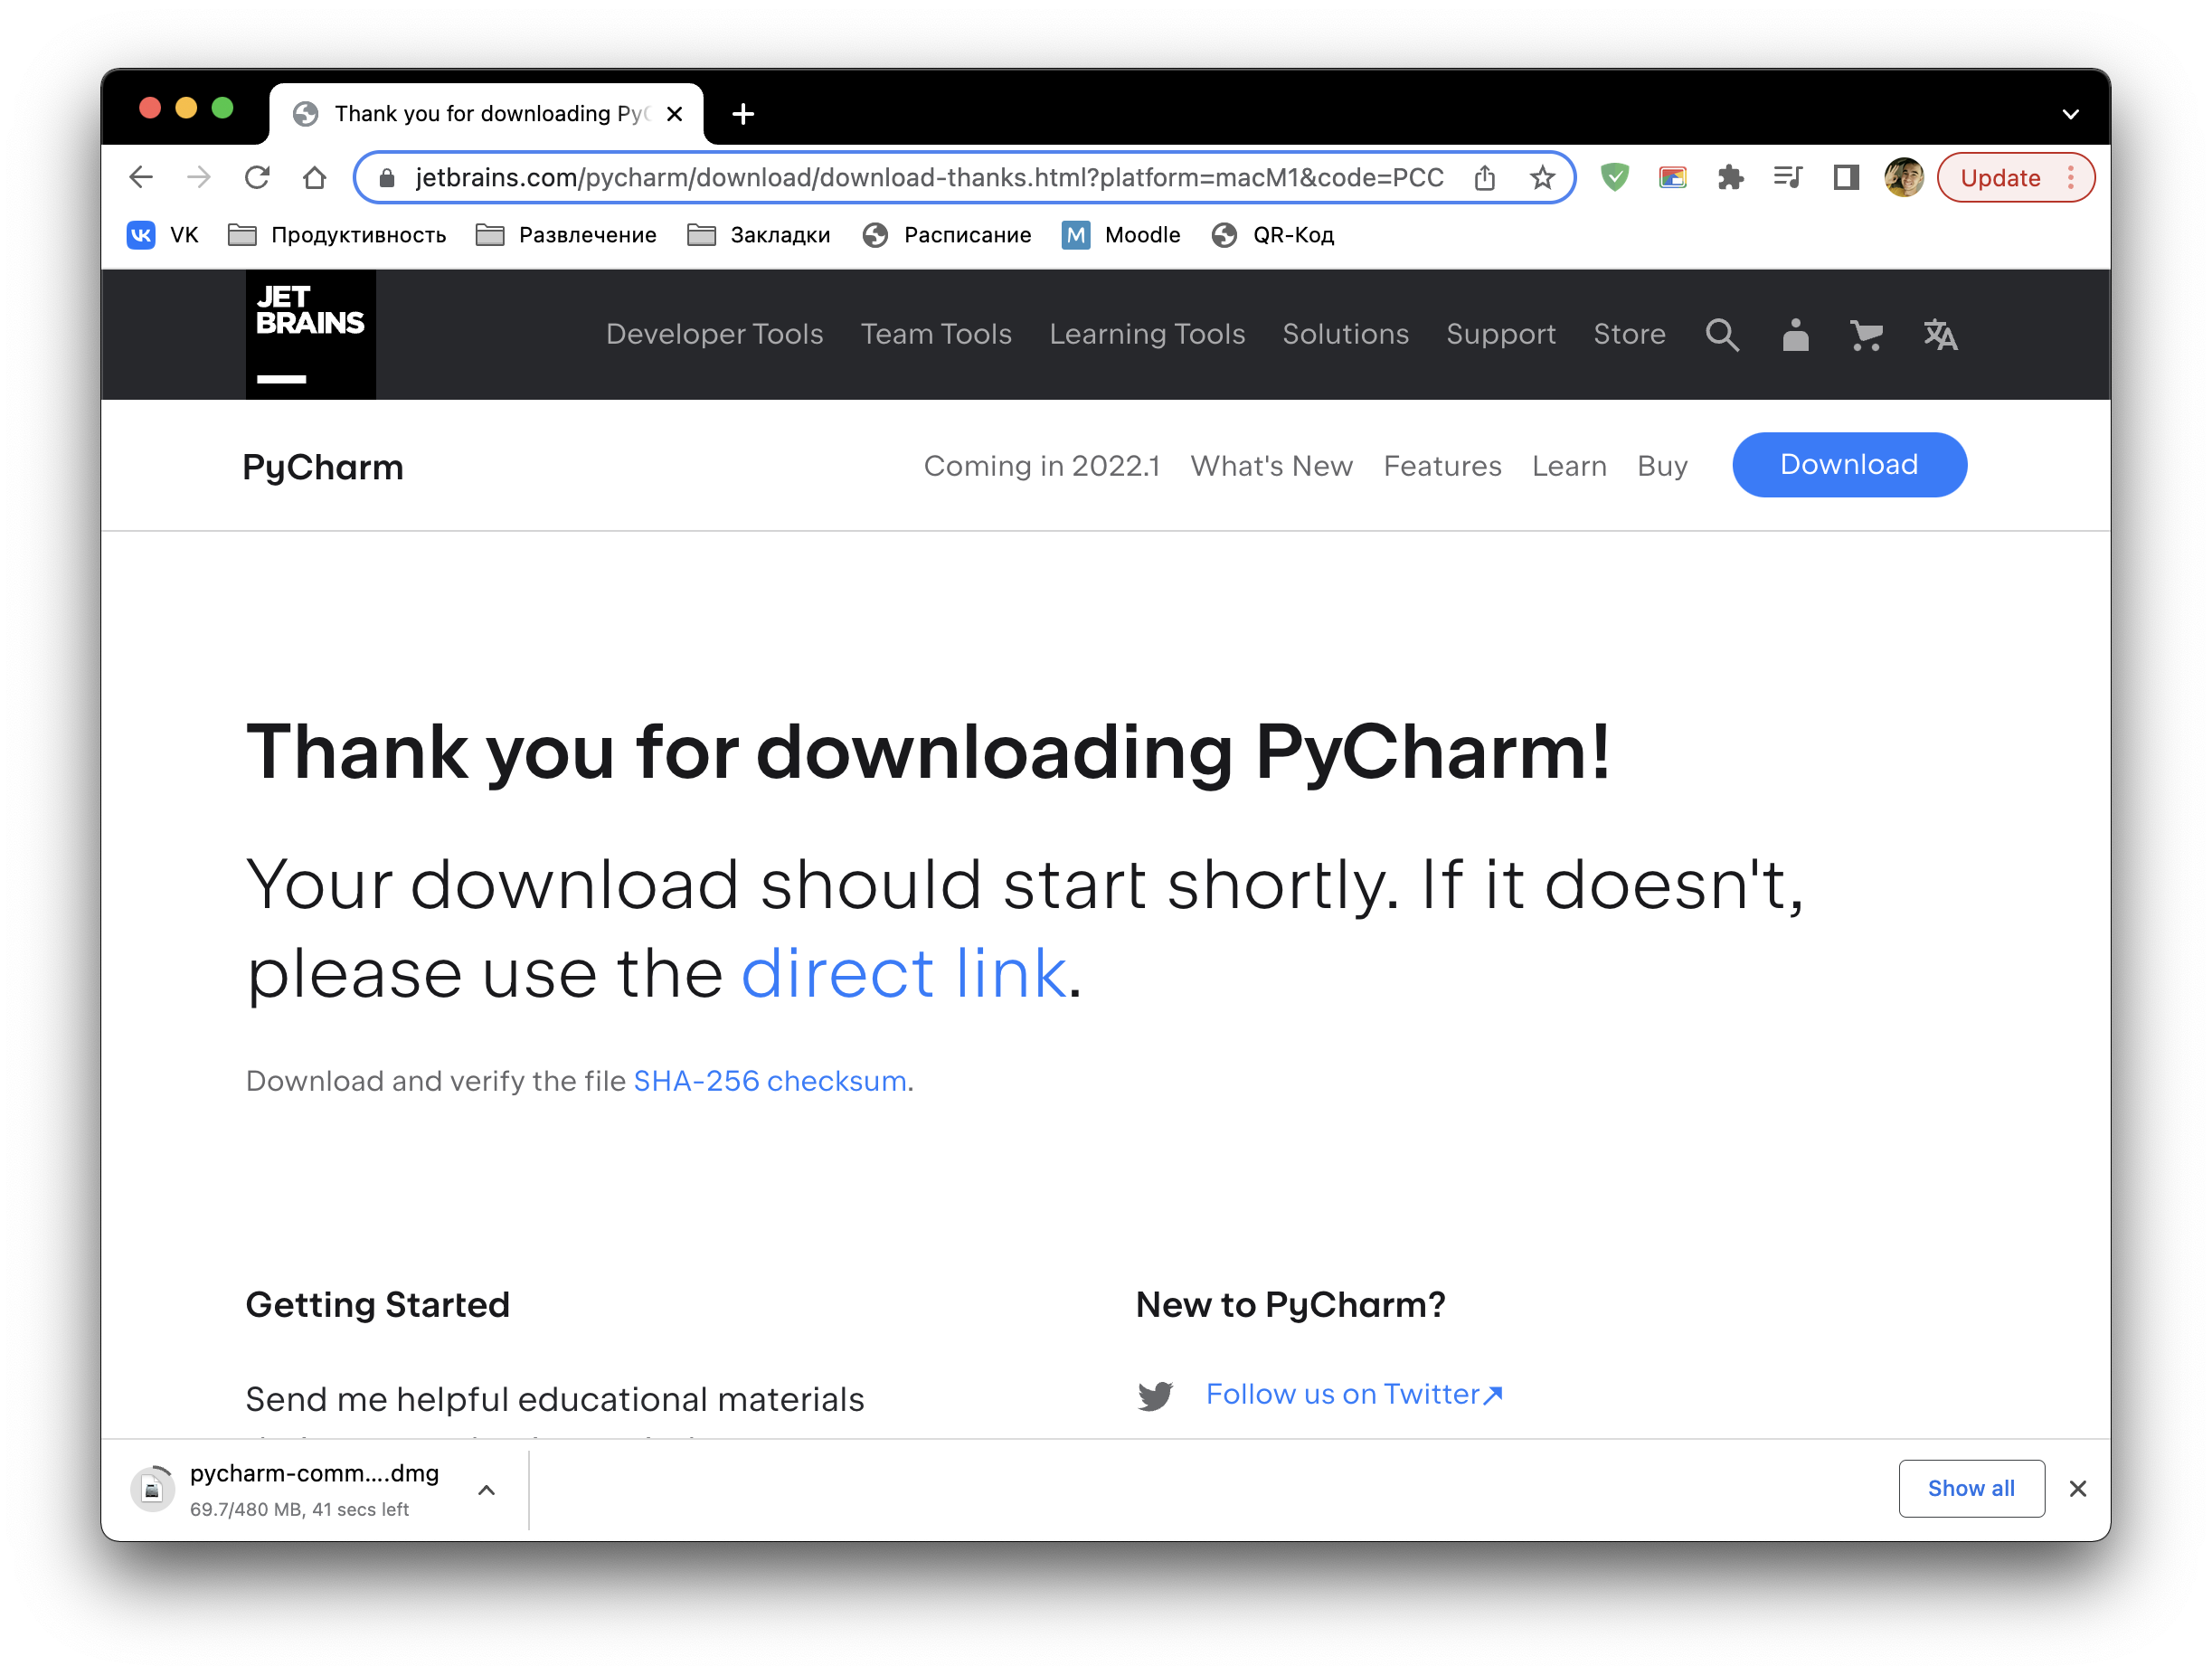 Thank you for downloading Py
jetbrains.com/pycharm/download/download-thanks.html?platform=macM1&code=PCC
Update
VK
VK
Продуктивность
Развлечение
Закладки
Расписание
M
Moodle
QR-Код
JET
BRAINS
Developer Tools
Team Tools
Learning Tools
Solutions
Support
Store
PyCharm
Coming in 2022.1
What's New
Features
Learn
Buy
Download
Thank you for downloading PyCharm!
Your download should start shortly. If it doesn't,
please use the direct link.
Download and verify the file SHA-256 checksum.
Getting Started
New to PyCharm?
Send me helpful educational materials
Follow us on Twitter
pycharm-comm....dmg
69.7/480 MB, 41 secs left
Show all